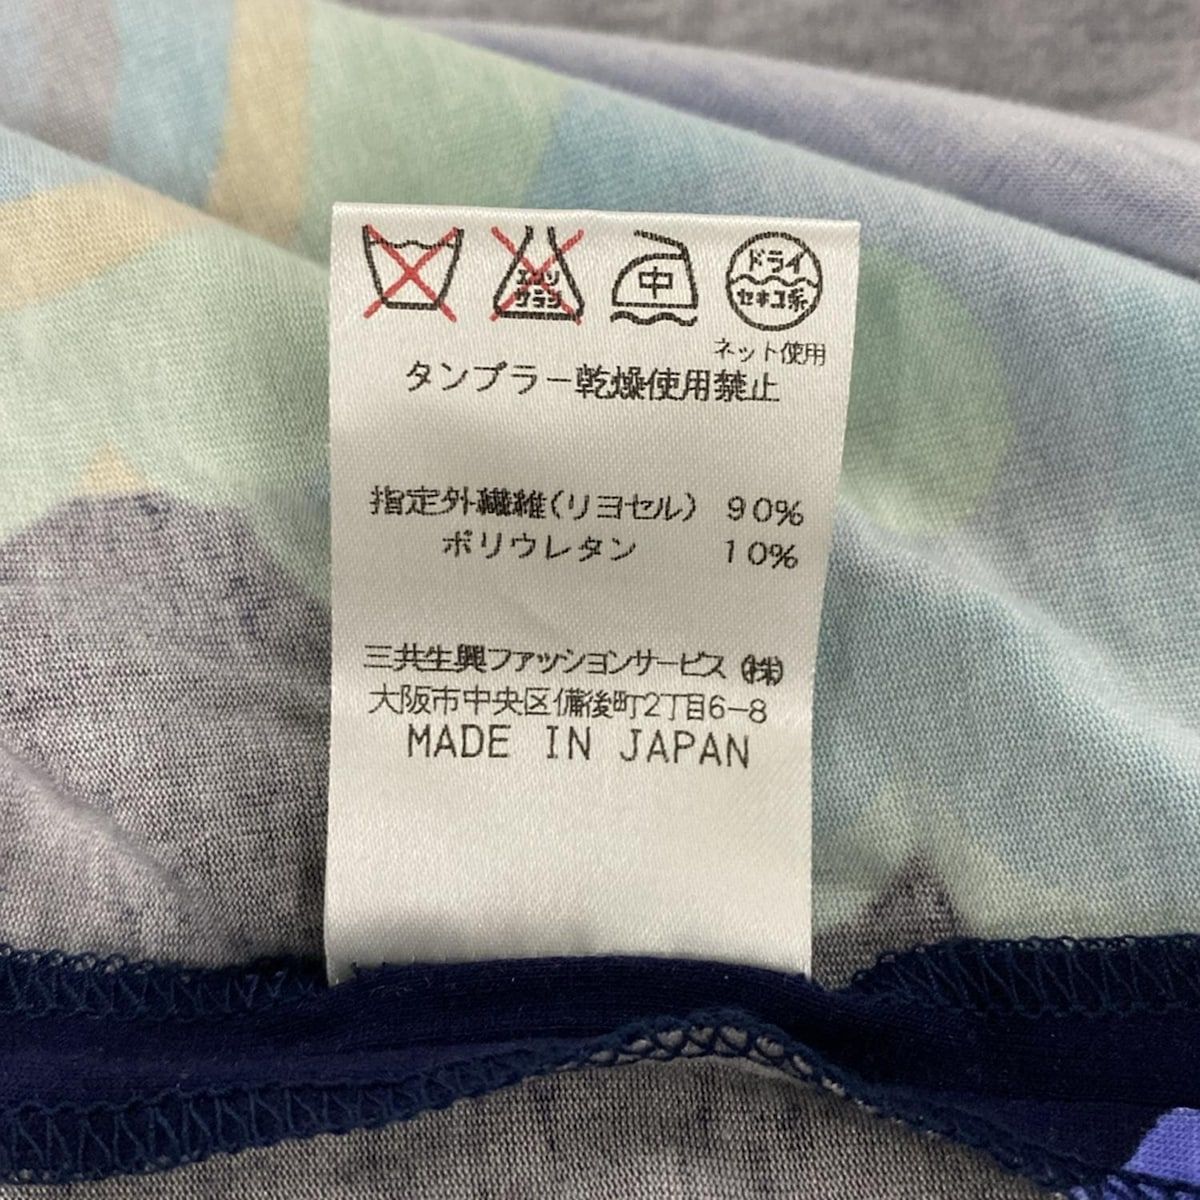 エンソ
サラシ
中
ドライ
セキユ系
ネット使用
タンブラー乾燥使用禁止
指定外繊維(リヨセル) 90%
ポリウレタン 10%
三共生興ファッションサービス㈱
大阪市中央区備後町2丁目6-8
MADE IN JAPAN